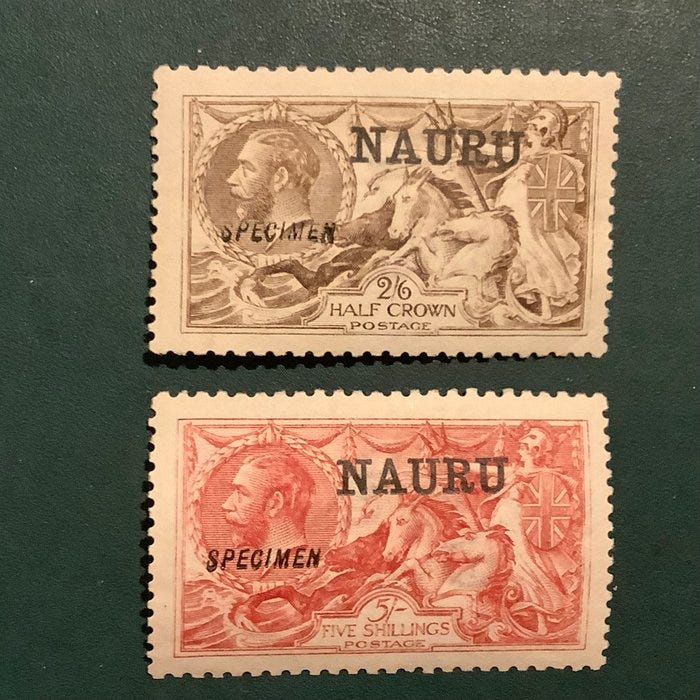 NAURU
SPECIMEN
2/6
HALF CROWN
POSTAGE
NAURU
SPECIMEN
5/-
FIVE SHILLINGS
POSTAGE